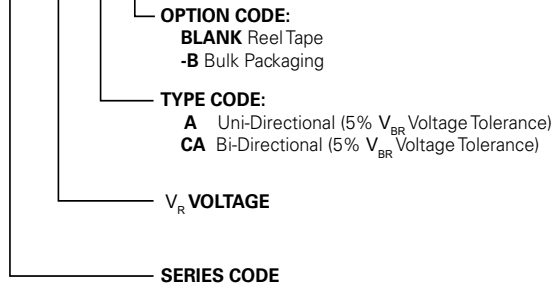 OPTION CODE:
BLANK Reel Tape
-B Bulk Packaging
TYPE CODE:
A Uni-Directional (5% VBR Voltage Tolerance)
CA Bi-Directional (5% VBR Voltage Tolerance)
VR VOLTAGE
SERIES CODE